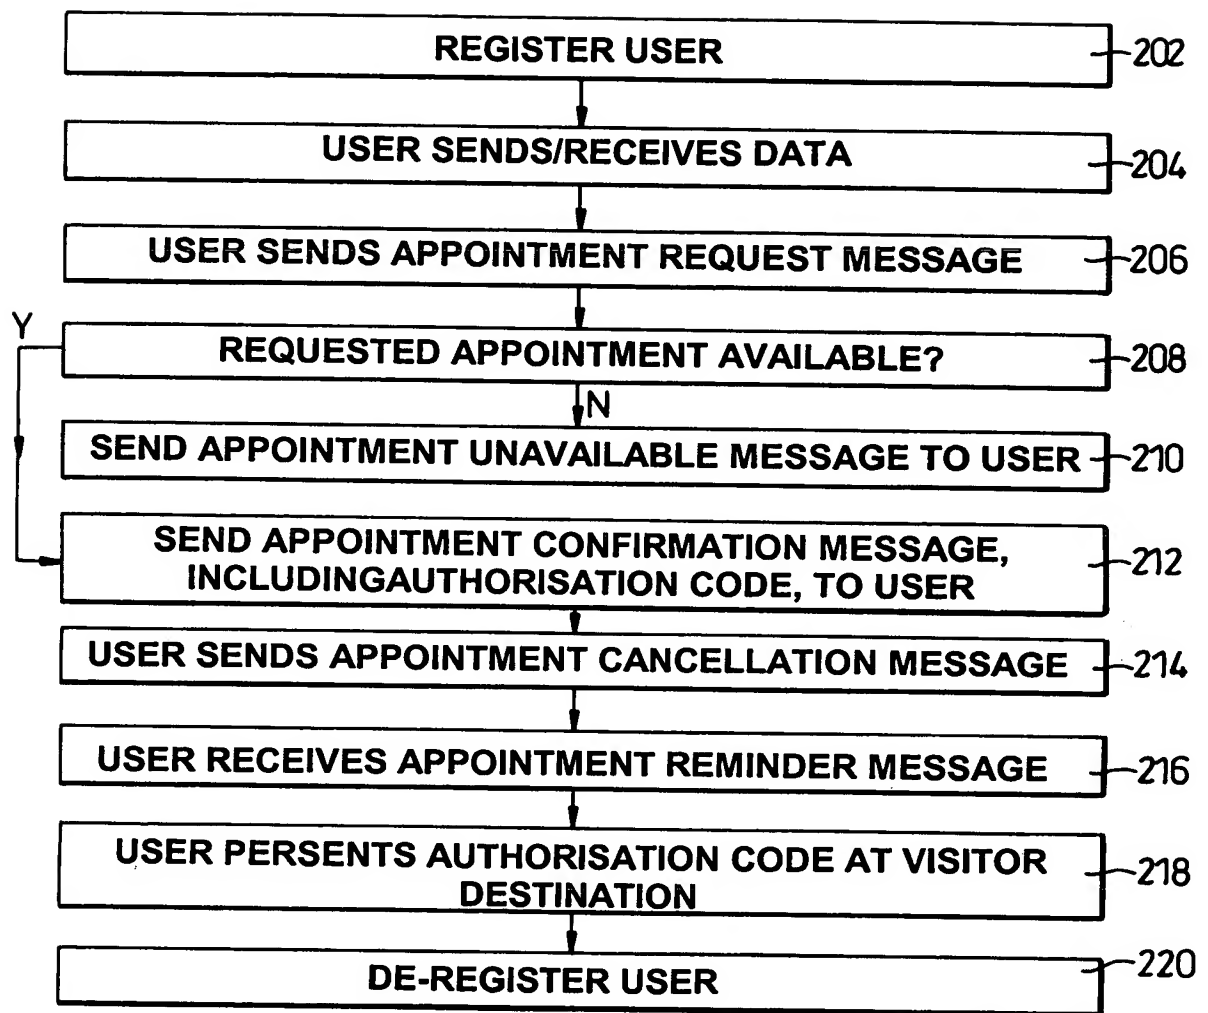 REGISTER USER 202
USER SENDS/RECEIVES DATA 204
USER SENDS APPOINTMENT REQUEST MESSAGE 206
Y
REQUESTED APPOINTMENT AVAILABLE? 208
N
SEND APPOINTMENT UNAVAILABLE MESSAGE TO USER 210
SEND APPOINTMENT CONFIRMATION MESSAGE,
INCLUDINGAUTHORISATION CODE, TO USER 212
USER SENDS APPOINTMENT CANCELLATION MESSAGE 214
USER RECEIVES APPOINTMENT REMINDER MESSAGE 216
USER PERSENTS AUTHORISATION CODE AT VISITOR
DESTINATION 218
DE-REGISTER USER 220